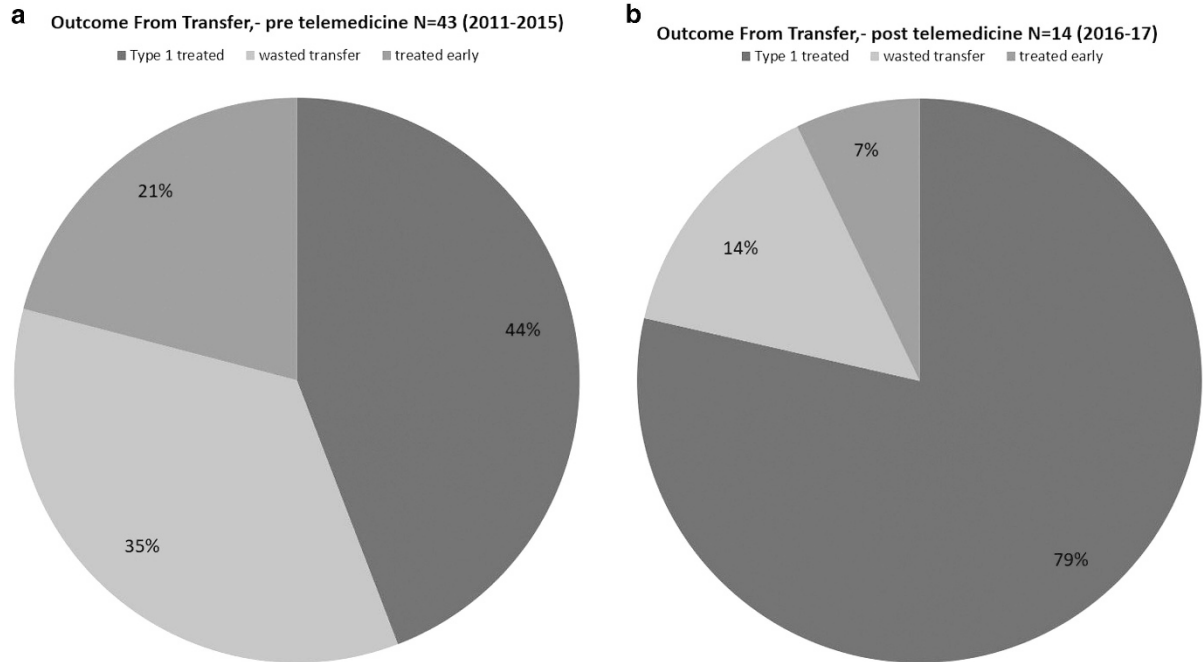 a
Outcome From Transfer,- pre telemedicine N=43 (2011-2015)
Type 1 treated wasted transfer treated early
21%
44%
35%
b
Outcome From Transfer,- post telemedicine N=14 (2016-17)
Type 1 treated wasted transfer treated early
7%
14%
79%